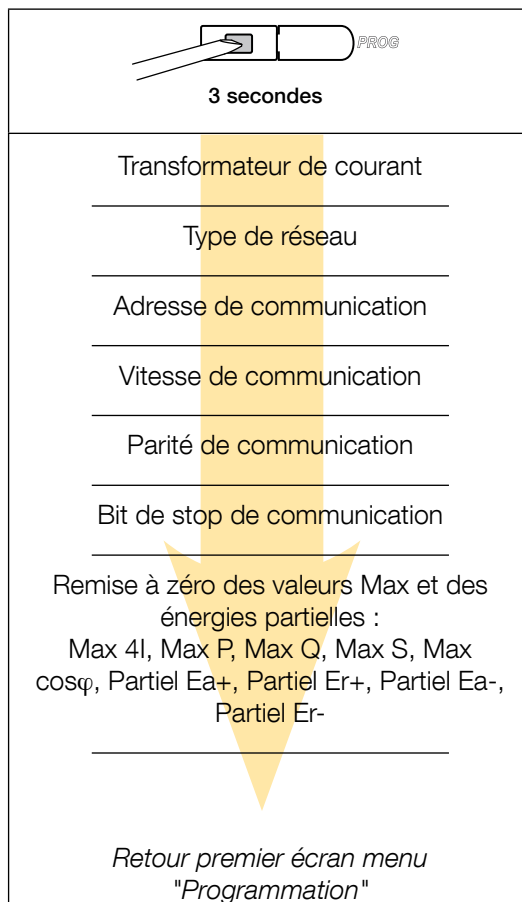 PROG
3 secondes
Transformateur de courant
Type de réseau
Adresse de communication
Vitesse de communication
Parité de communication
Bit de stop de communication
Remise à zéro des valeurs Max et des
énergies partielles :
Max 4I, Max P, Max Q, Max S, Max
cosφ, Partiel Ea+, Partiel Er+, Partiel Ea-,
Partiel Er-
Retour premier écran menu
"Programmation"